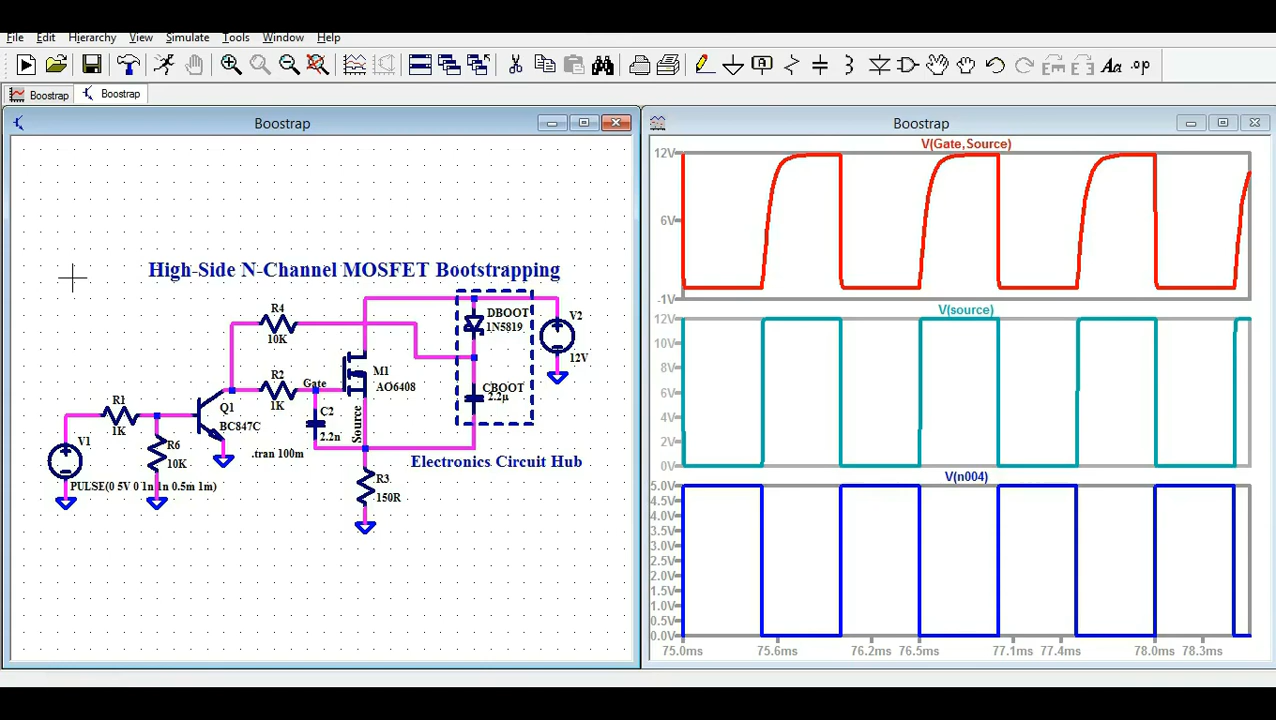 File Edit Hierarchy View Simulate Tools Window Help
Aa .op
Boostrap Boostrap
Boostrap
High-Side N-Channel MOSFET Bootstrapping
R4
10K
DBOOT
1N5819
V2
12V
M1
AO6408
R2
1K
Gate
CBOOT
2.2µ
R1
1K
Q1
BC847C
C2
2.2n
Source
R6
10K
V1
.tran 100m
Electronics Circuit Hub
PULSE(0 5V 0 1n 1n 0.5m 1m)
R3
150R
Boostrap
V(Gate,Source)
12V
6V
-1V
V(source)
12V
10V
8V
6V
4V
2V
0V
V(n004)
5.0V
4.5V
4.0V
3.5V
3.0V
2.5V
2.0V
1.5V
1.0V
0.5V
0.0V
75.0ms 75.6ms 76.2ms 76.5ms 77.1ms 77.4ms 78.0ms 78.3ms